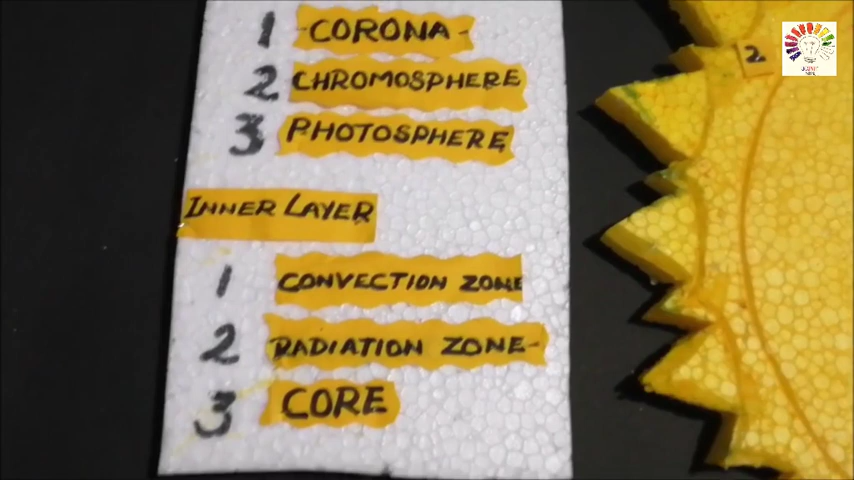 1 -CORONA-
2 CHROMOSPHERE
3 PHOTOSPHERE
INNER LAYER
1 CONVECTION ZONE
2 RADIATION ZONE-
3 CORE
2